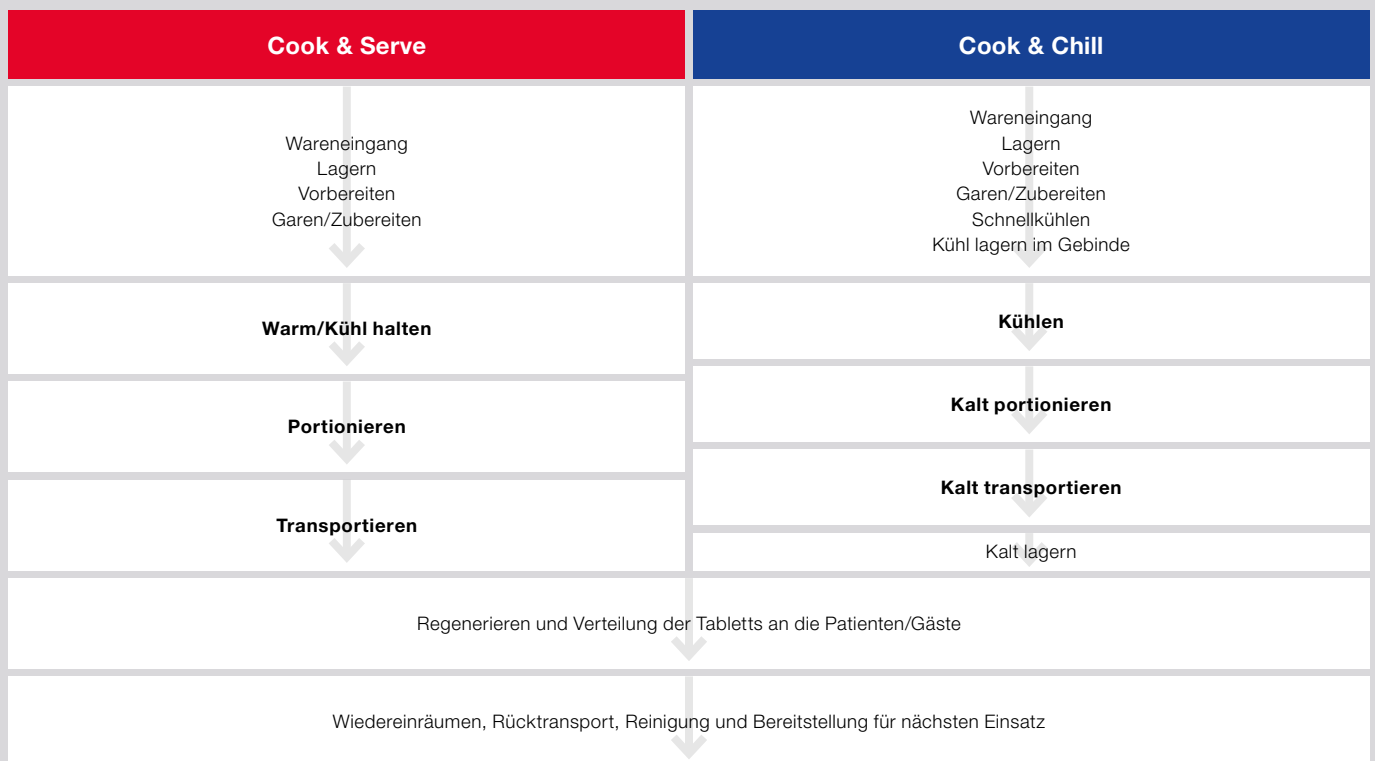 Cook & Serve
Wareneingang
Lagern
Vorbereiten
Garen/Zubereiten
Warm/Kühl halten
Portionieren
Transportieren
Cook & Chill
Wareneingang
Lagern
Vorbereiten
Garen/Zubereiten
Schnellkühlen
Kühl lagern im Gebinde
Kühlen
Kalt portionieren
Kalt transportieren
Kalt lagern
Regenerieren und Verteilung der Tabletts an die Patienten/Gäste
Wiedereinräumen, Rücktransport, Reinigung und Bereitstellung für nächsten Einsatz